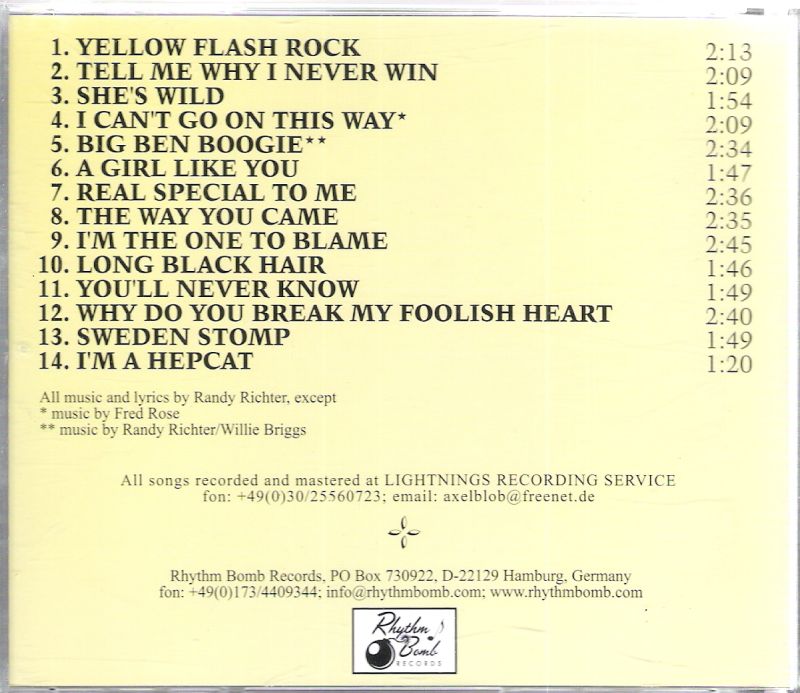 1. YELLOW FLASH ROCK 2:13
2. TELL ME WHY I NEVER WIN 2:09
3. SHE'S WILD 1:54
4. I CAN'T GO ON THIS WAY* 2:09
5. BIG BEN BOOGIE** 2:34
6. A GIRL LIKE YOU 1:47
7. REAL SPECIAL TO ME 2:36
8. THE WAY YOU CAME 2:35
9. I'M THE ONE TO BLAME 2:45
10. LONG BLACK HAIR 1:46
11. YOU'LL NEVER KNOW 1:49
12. WHY DO YOU BREAK MY FOOLISH HEART 2:40
13. SWEDEN STOMP 1:49
14. I'M A HEPCAT 1:20
All music and lyrics by Randy Richter, except
* music by Fred Rose
** music by Randy Richter/Willie Briggs
All songs recorded and mastered at LIGHTNINGS RECORDING SERVICE
fon: +49(0)30/25560723; email: axelblob@freenet.de
Rhythm Bomb Records, PO Box 730922, D-22129 Hamburg, Germany
fon: +49(0)173/4409344; info@rhythmbomb.com; www.rhythmbomb.com
Rhythm
Bomb
RECORDS